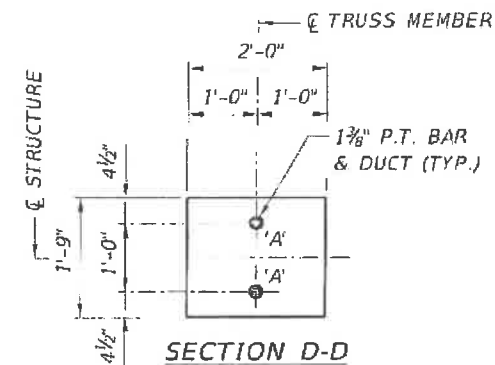 ℄ TRUSS MEMBER
2'-0"
1'-0" 1'-0"
1⅜" P.T. BAR
& DUCT (TYP.)
℄ STRUCTURE
4½"
1'-9"
1'-0"
4½"
'A'
'A'
SECTION D-D